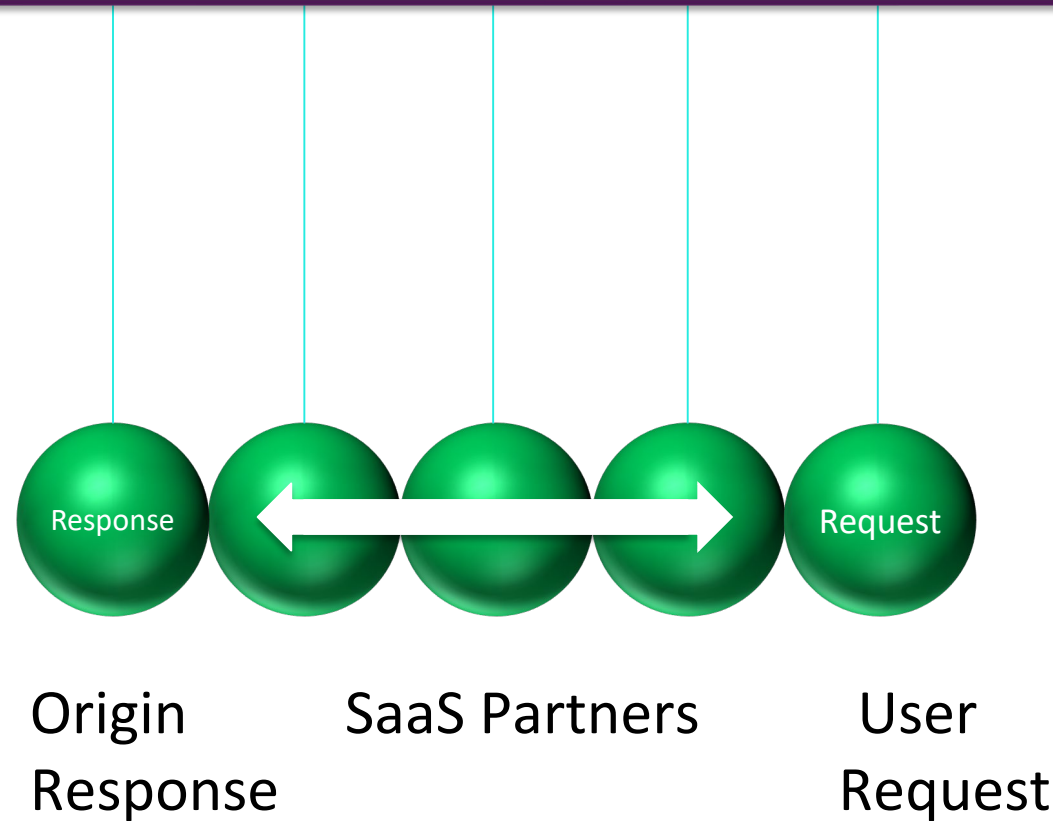 Response
Request
Origin
Response
SaaS Partners
User
Request